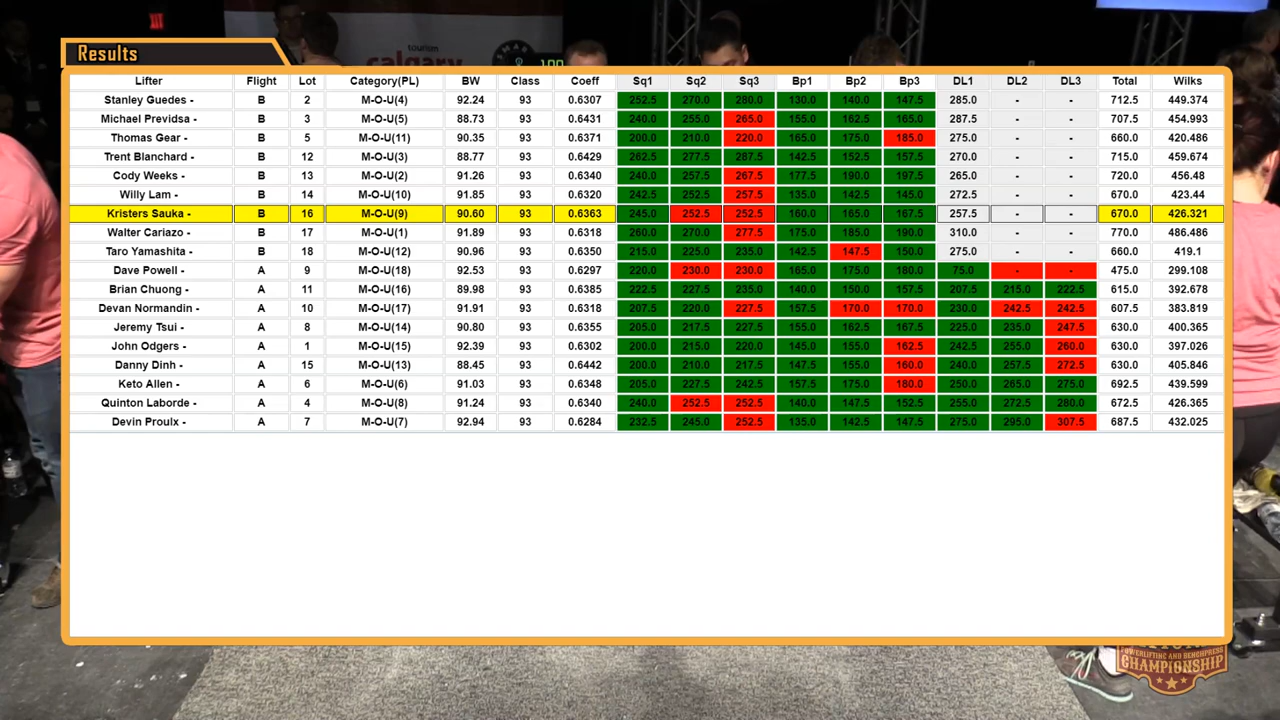 tourism
calgary
Results
Lifter Flight Lot Category(PL) BW Class Coeff Sq1 Sq2 Sq3 Bp1 Bp2 Bp3 DL1 DL2 DL3 Total Wilks
Stanley Guedes - B 2 M-O-U(4) 92.24 93 0.6307 252.5 270.0 280.0 130.0 140.0 147.5 285.0 - - 712.5 449.374
Michael Previdsa - B 3 M-O-U(5) 88.73 93 0.6431 240.0 255.0 265.0 155.0 162.5 165.0 287.5 - - 707.5 454.993
Thomas Gear - B 5 M-O-U(11) 90.35 93 0.6371 200.0 210.0 220.0 165.0 175.0 185.0 275.0 - - 660.0 420.486
Trent Blanchard - B 12 M-O-U(3) 88.77 93 0.6429 262.5 277.5 287.5 142.5 152.5 157.5 270.0 - - 715.0 459.674
Cody Weeks - B 13 M-O-U(2) 91.26 93 0.6340 240.0 257.5 267.5 177.5 190.0 197.5 265.0 - - 720.0 456.48
Willy Lam - B 14 M-O-U(10) 91.85 93 0.6320 242.5 252.5 257.5 135.0 142.5 145.0 272.5 - - 670.0 423.44
Kristers Sauka - B 16 M-O-U(9) 90.60 93 0.6363 245.0 252.5 252.5 160.0 165.0 167.5 257.5 - - 670.0 426.321
Walter Cariazo - B 17 M-O-U(1) 91.89 93 0.6318 260.0 270.0 277.5 175.0 185.0 190.0 310.0 - - 770.0 486.486
Taro Yamashita - B 18 M-O-U(12) 90.96 93 0.6350 215.0 225.0 235.0 142.5 147.5 150.0 275.0 - - 660.0 419.1
Dave Powell - A 9 M-O-U(18) 92.53 93 0.6297 220.0 230.0 230.0 165.0 175.0 180.0 75.0 - - 475.0 299.108
Brian Chuong - A 11 M-O-U(16) 89.98 93 0.6385 222.5 227.5 235.0 140.0 150.0 157.5 207.5 215.0 222.5 615.0 392.678
Devan Normandin - A 10 M-O-U(17) 91.91 93 0.6318 207.5 220.0 227.5 157.5 170.0 170.0 230.0 242.5 242.5 607.5 383.819
Jeremy Tsui - A 8 M-O-U(14) 90.80 93 0.6355 205.0 217.5 227.5 155.0 162.5 167.5 225.0 235.0 247.5 630.0 400.365
John Odgers - A 1 M-O-U(15) 92.39 93 0.6302 200.0 215.0 220.0 145.0 155.0 162.5 242.5 255.0 260.0 630.0 397.026
Danny Dinh - A 15 M-O-U(13) 88.45 93 0.6442 200.0 210.0 217.5 147.5 155.0 160.0 240.0 257.5 272.5 630.0 405.846
Keto Allen - A 6 M-O-U(6) 91.03 93 0.6348 205.0 227.5 242.5 157.5 175.0 180.0 250.0 265.0 275.0 692.5 439.599
Quinton Laborde - A 4 M-O-U(8) 91.24 93 0.6340 240.0 252.5 252.5 140.0 147.5 152.5 255.0 272.5 280.0 672.5 426.365
Devin Proulx - A 7 M-O-U(7) 92.94 93 0.6284 232.5 245.0 252.5 135.0 142.5 147.5 275.0 295.0 307.5 687.5 432.025
POWERLIFTING AND BENCHPRESS
CHAMPIONSHIP